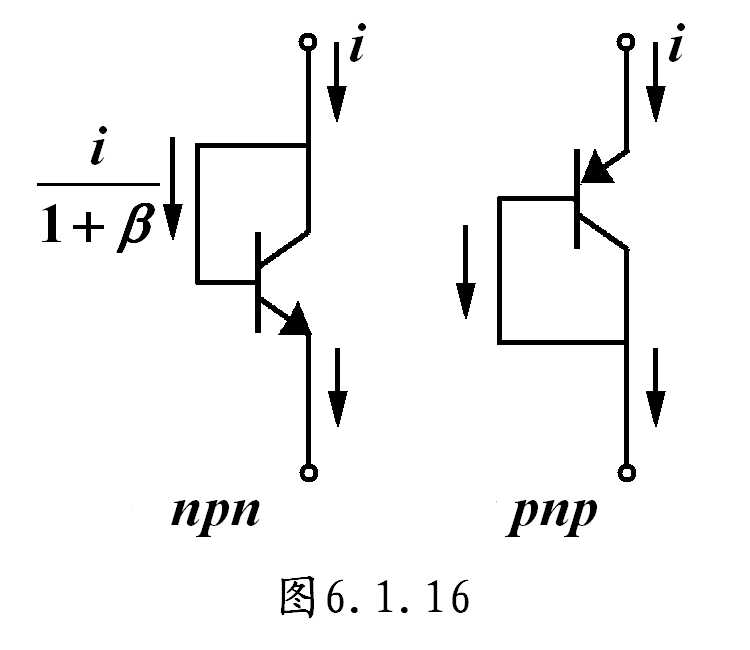 i
i
i
1 + β
npn
pnp
图6.1.16